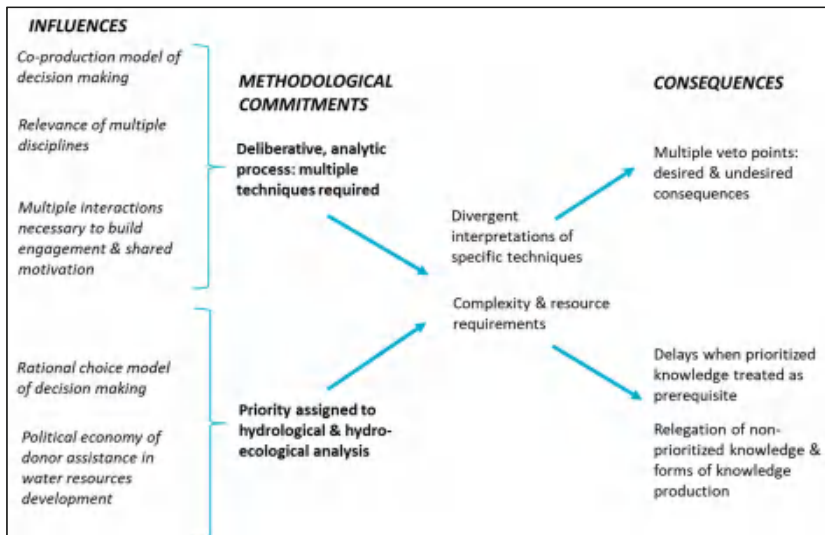 INFLUENCES
Co-production model of
decision making
Relevance of multiple
disciplines
Multiple interactions
necessary to build
engagement & shared
motivation
Rational choice model
of decision making
Political economy of
donor assistance in
water resources
development
METHODOLOGICAL
COMMITMENTS
Deliberative, analytic
process: multiple
techniques required
Priority assigned to
hydrological & hydro-
ecological analysis
Divergent
interpretations of
specific techniques
Complexity & resource
requirements
CONSEQUENCES
Multiple veto points:
desired & undesired
consequences
Delays when prioritized
knowledge treated as
prerequisite
Relegation of non-
prioritized knowledge &
forms of knowledge
production